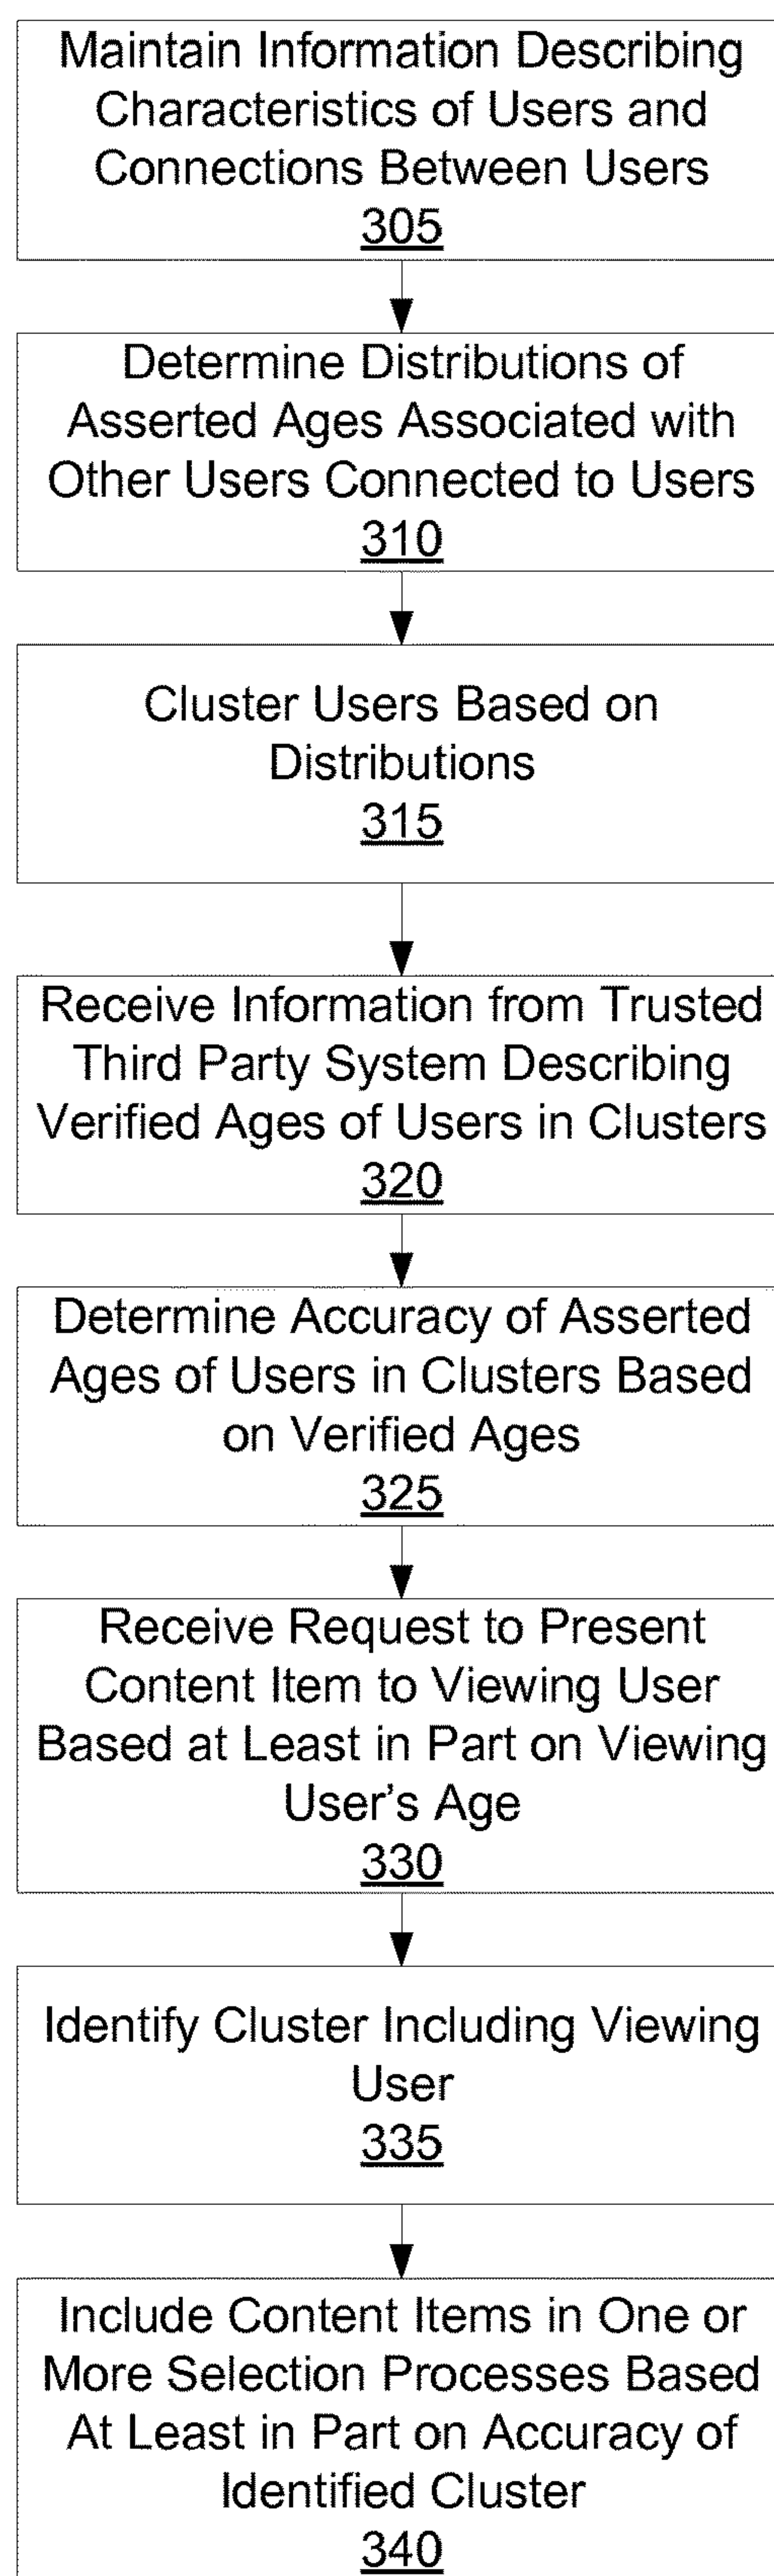 Maintain Information Describing
Characteristics of Users and
Connections Between Users
305
Determine Distributions of
Asserted Ages Associated with
Other Users Connected to Users
310
Cluster Users Based on
Distributions
315
Receive Information from Trusted
Third Party System Describing
Verified Ages of Users in Clusters
320
Determine Accuracy of Asserted
Ages of Users in Clusters Based
on Verified Ages
325
Receive Request to Present
Content Item to Viewing User
Based at Least in Part on Viewing
User’s Age
330
Identify Cluster Including Viewing
User
335
Include Content Items in One or
More Selection Processes Based
At Least in Part on Accuracy of
Identified Cluster
340